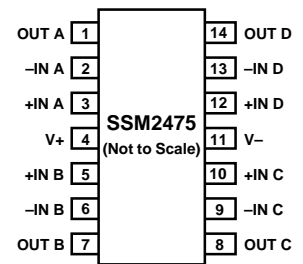 OUT A 1 14 OUT D
–IN A 2 13 –IN D
+IN A 3 12 +IN D
SSM2475
V+ 4 11 V–
(Not to Scale)
+IN B 5 10 +IN C
–IN B 6 9 –IN C
OUT B 7 8 OUT C